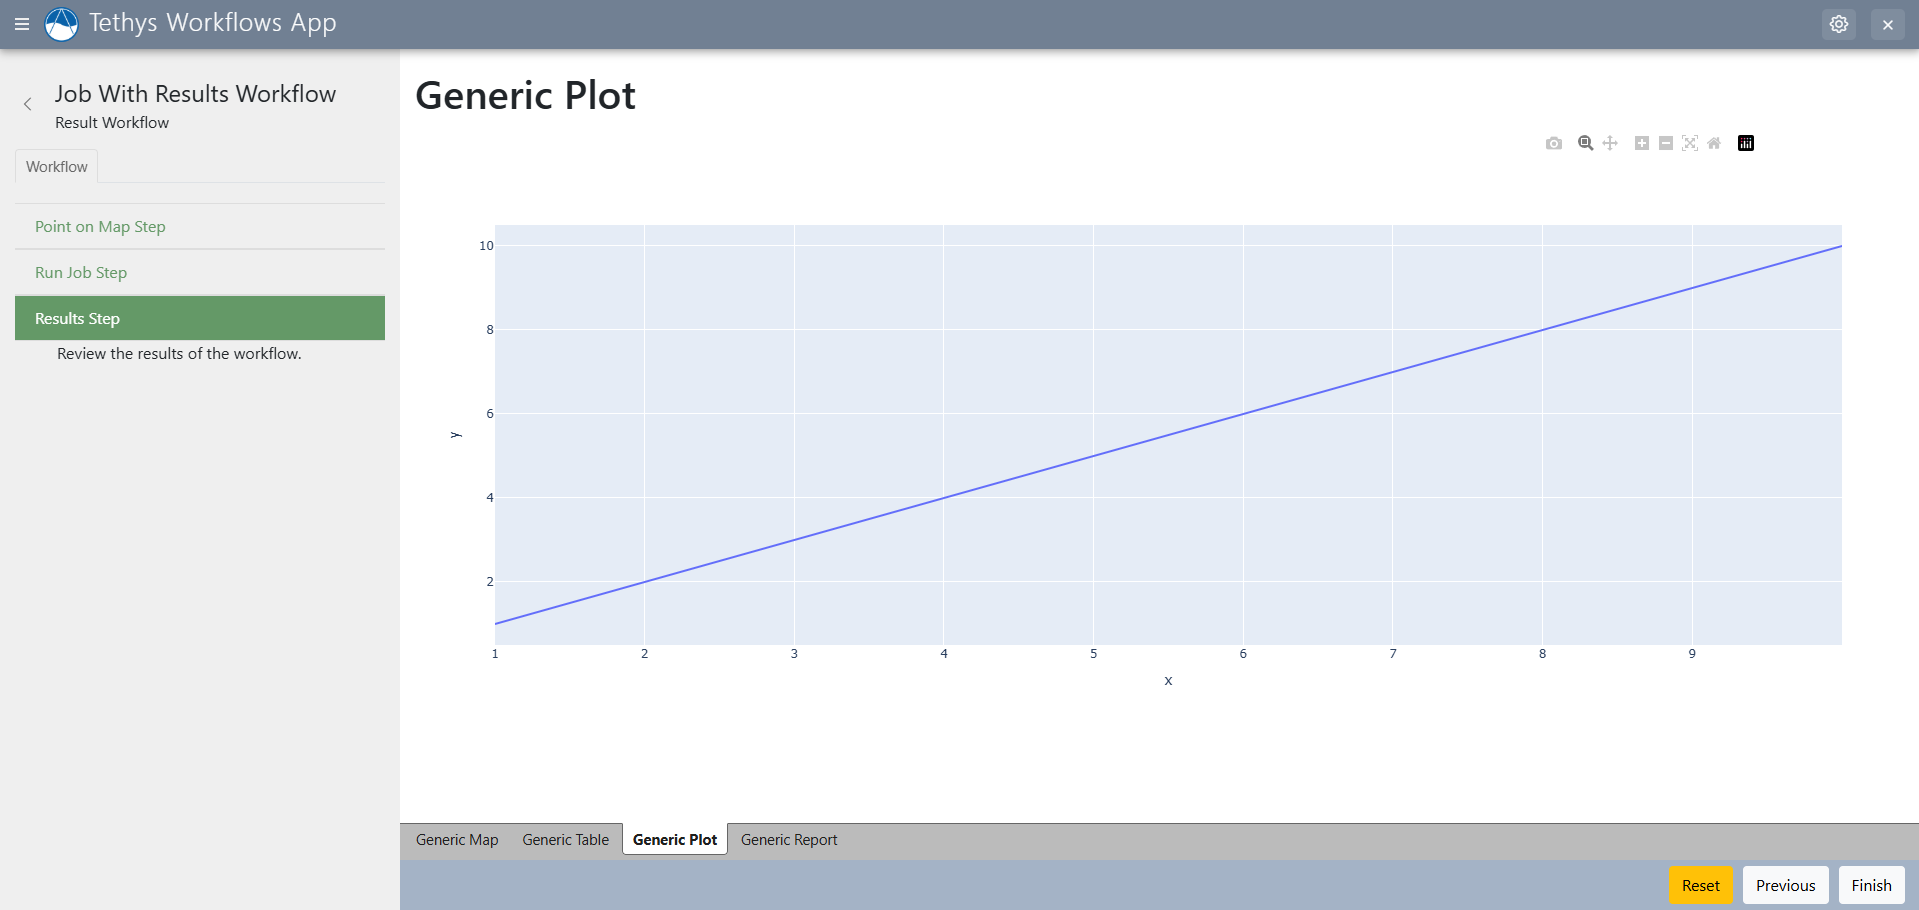 Tethys Workflows App
Job With Results Workflow
Result Workflow
Workflow
Point on Map Step
Run Job Step
Results Step
Review the results of the workflow.
Generic Plot
10
8
6
4
2
y
1 2 3 4 5 6 7 8 9
x
Generic Map Generic Table Generic Plot Generic Report
Reset Previous Finish